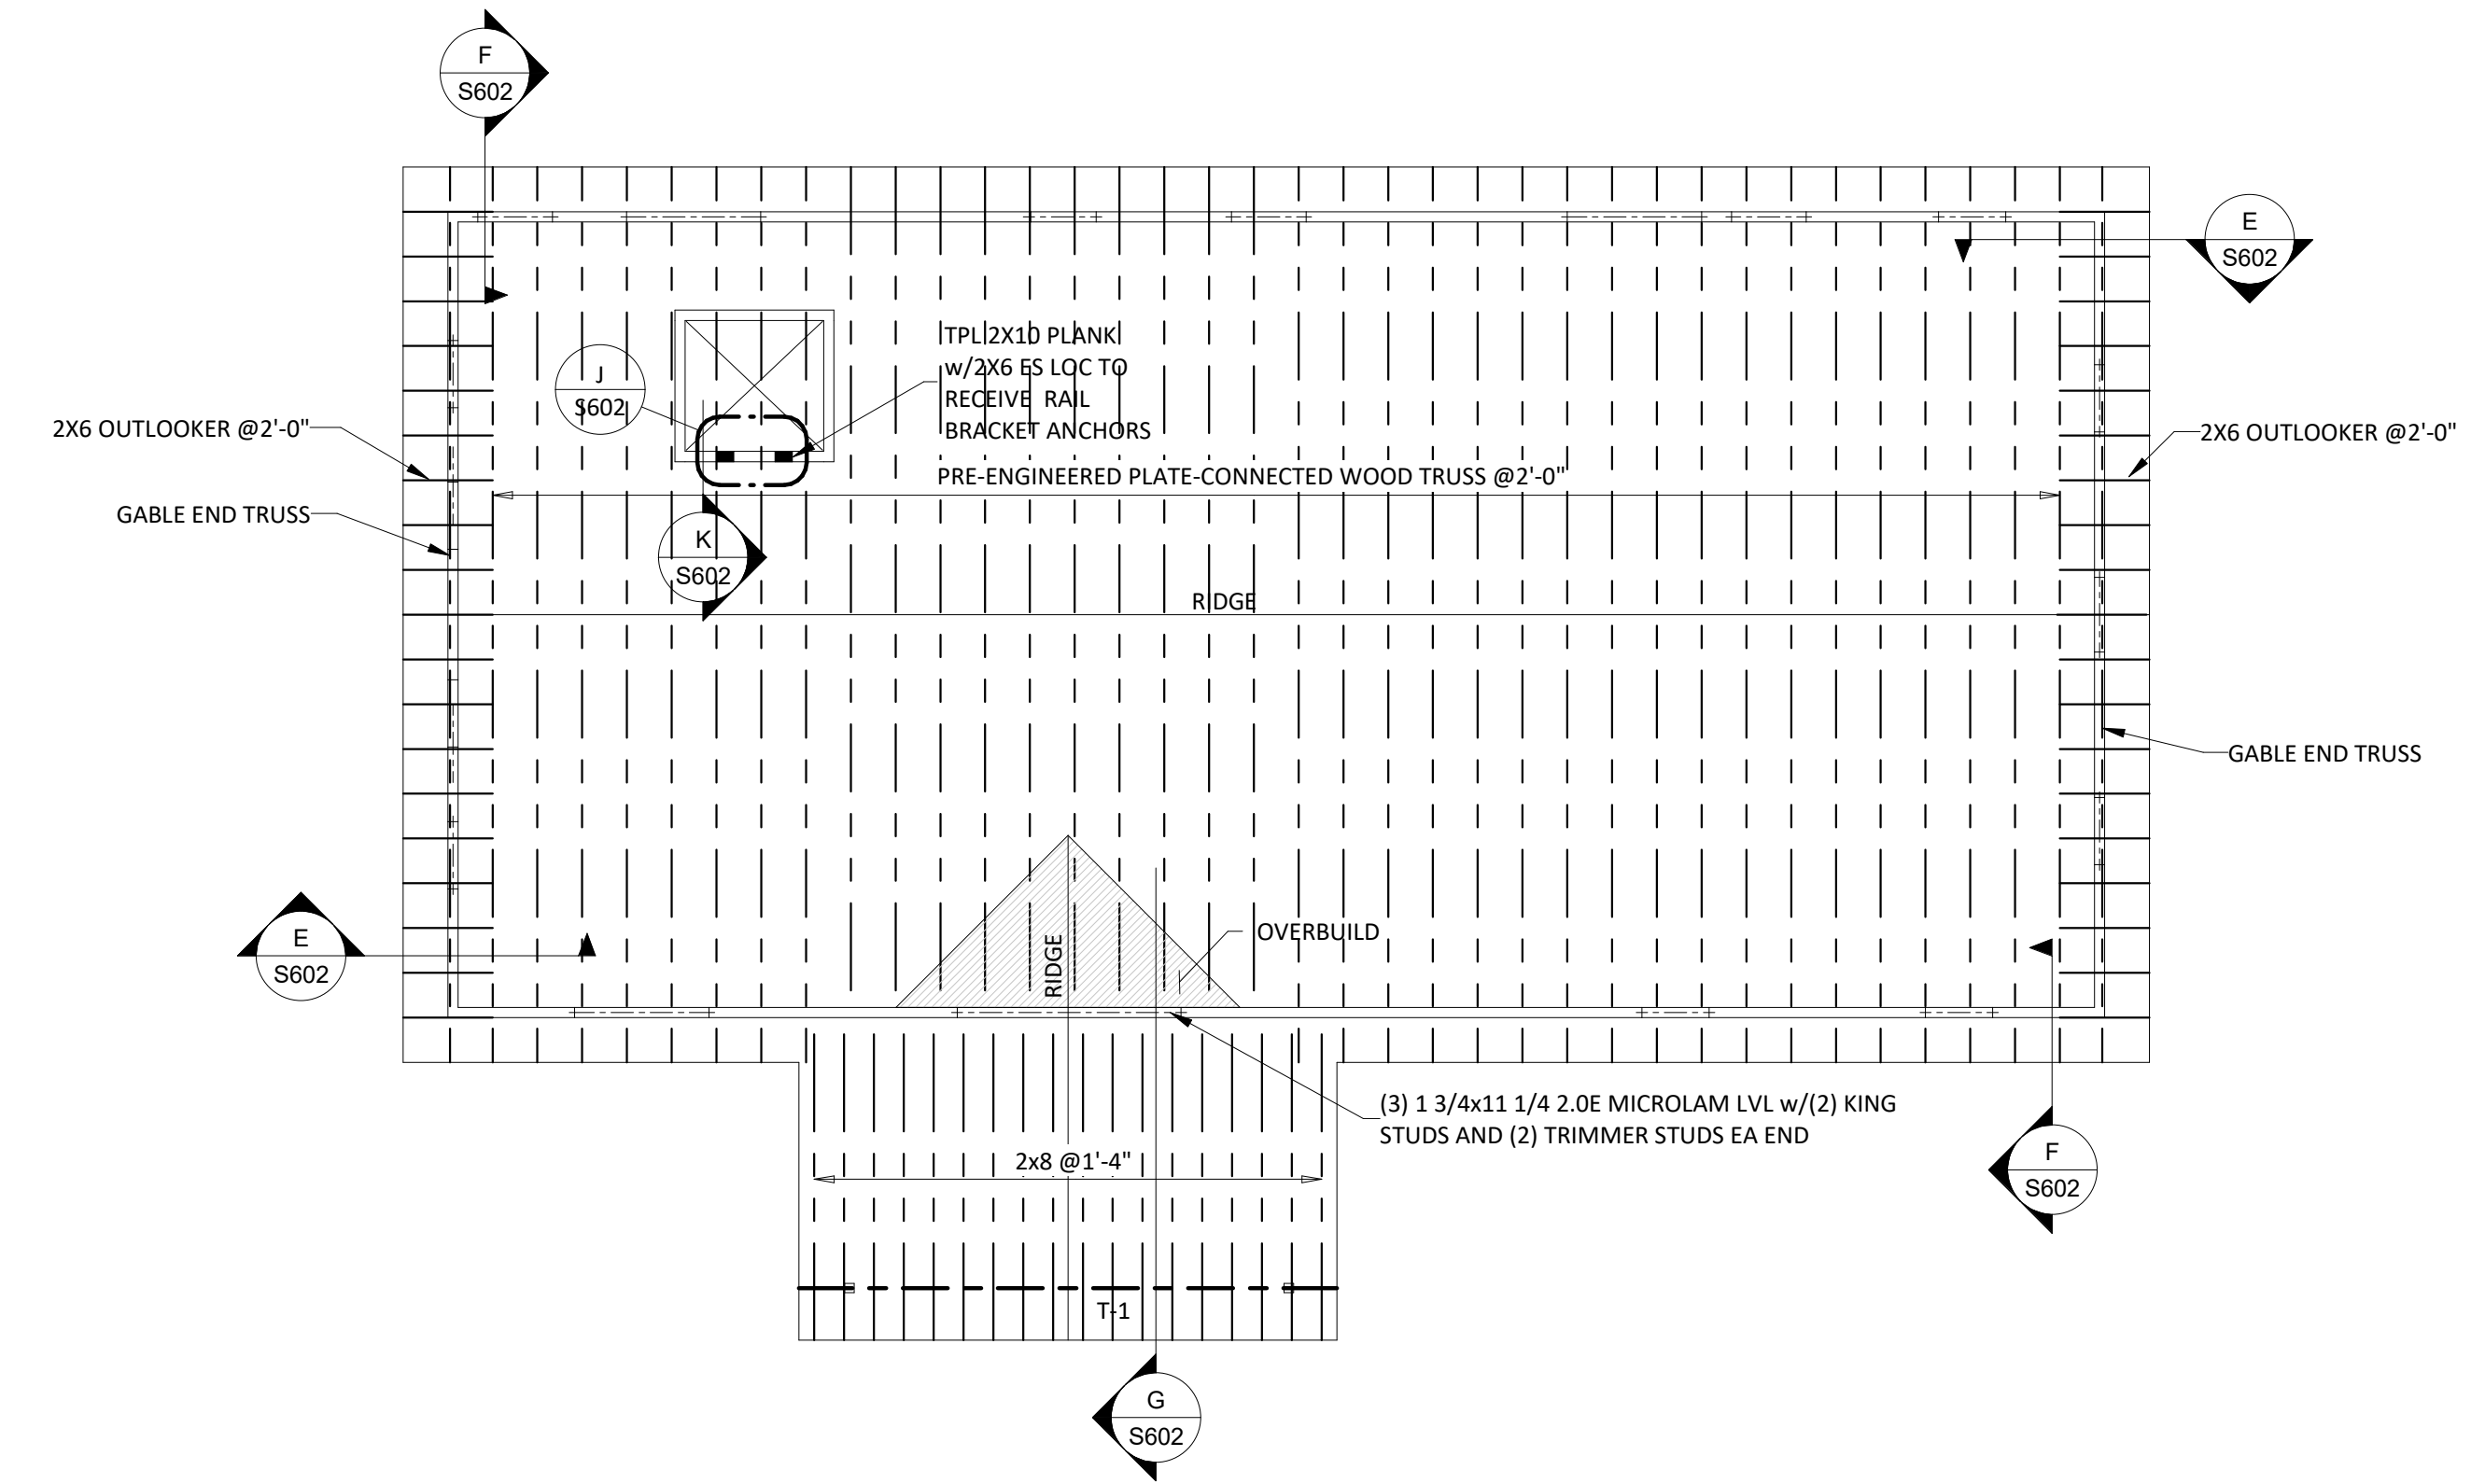 F
S602
E
S602
TPL 2X10 PLANK
w/2X6 ES LOC TO
RECEIVE RAIL
BRACKET ANCHORS
J
S602
2X6 OUTLOOKER @2'-0"
2X6 OUTLOOKER @2'-0"
PRE-ENGINEERED PLATE-CONNECTED WOOD TRUSS @2'-0"
GABLE END TRUSS
K
S602
RIDGE
GABLE END TRUSS
OVERBUILD
E
S602
RIDGE
(3) 1 3/4x11 1/4 2.0E MICROLAM LVL w/(2) KING
STUDS AND (2) TRIMMER STUDS EA END
2x8 @1'-4"
F
S602
T-1
G
S602